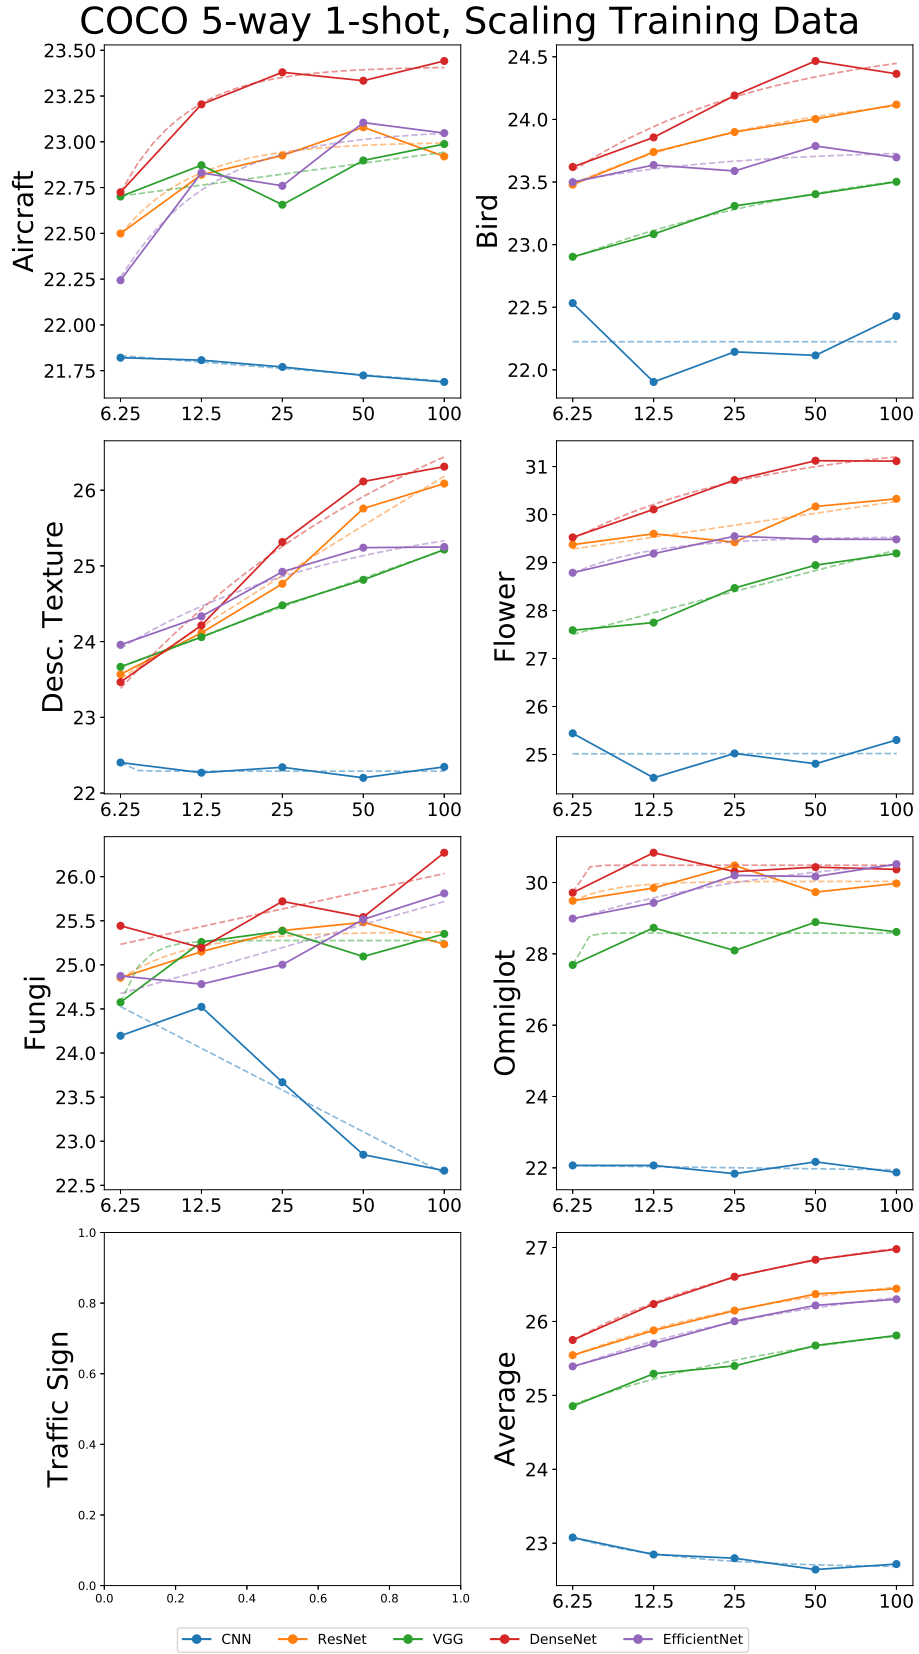 COCO 5-way 1-shot, Scaling Training Data
Aircraft
23.50
23.25
23.00
22.75
22.50
22.25
22.00
21.75
6.25 12.5 25 50 100
Bird
24.5
24.0
23.5
23.0
22.5
22.0
6.25 12.5 25 50 100
Desc. Texture
26
25
24
23
22
6.25 12.5 25 50 100
Flower
31
30
29
28
27
26
25
6.25 12.5 25 50 100
Fungi
26.0
25.5
25.0
24.5
24.0
23.5
23.0
22.5
6.25 12.5 25 50 100
Omniglot
30
28
26
24
22
6.25 12.5 25 50 100
Traffic Sign
1.0
0.8
0.6
0.4
0.2
0.0
0.0 0.2 0.4 0.6 0.8 1.0
Average
27
26
25
24
23
6.25 12.5 25 50 100
CNN ResNet VGG DenseNet EfficientNet